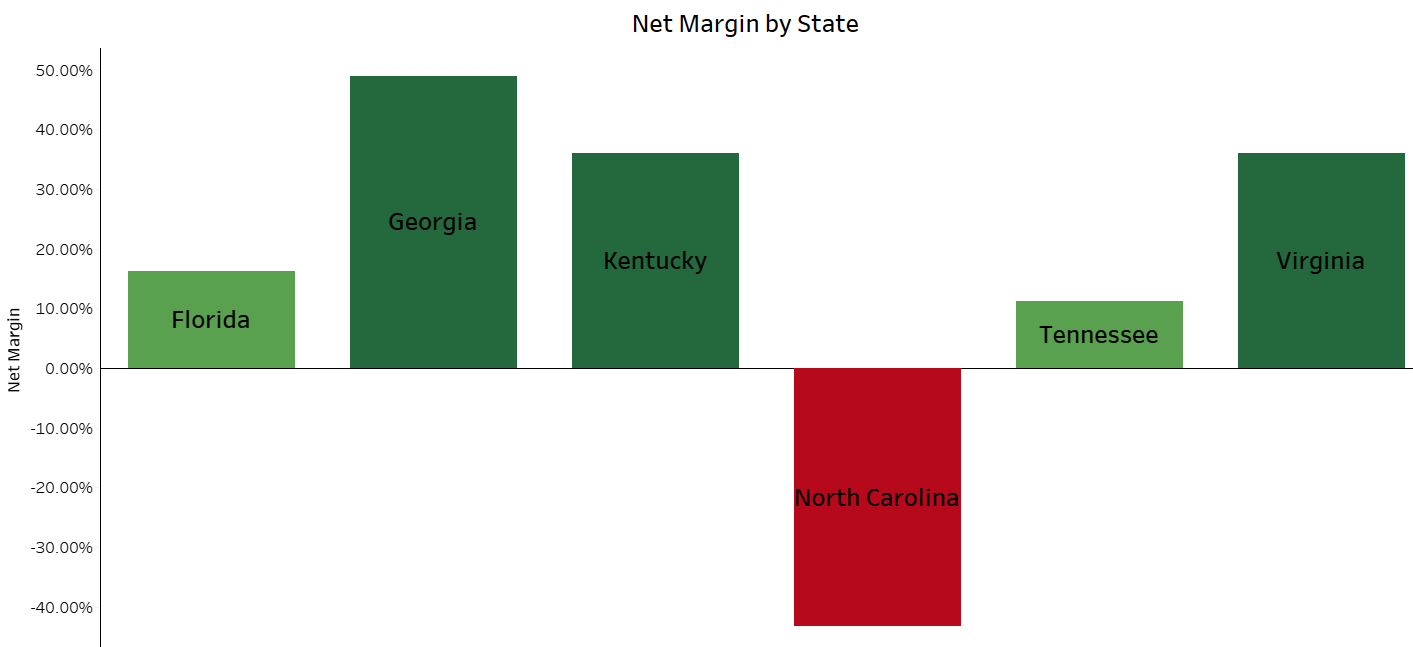 Net Margin by State
50.00%
40.00%
30.00%
20.00%
10.00%
0.00%
-10.00%
-20.00%
-30.00%
-40.00%
Net Margin
Florida
Georgia
Kentucky
North Carolina
Tennessee
Virginia